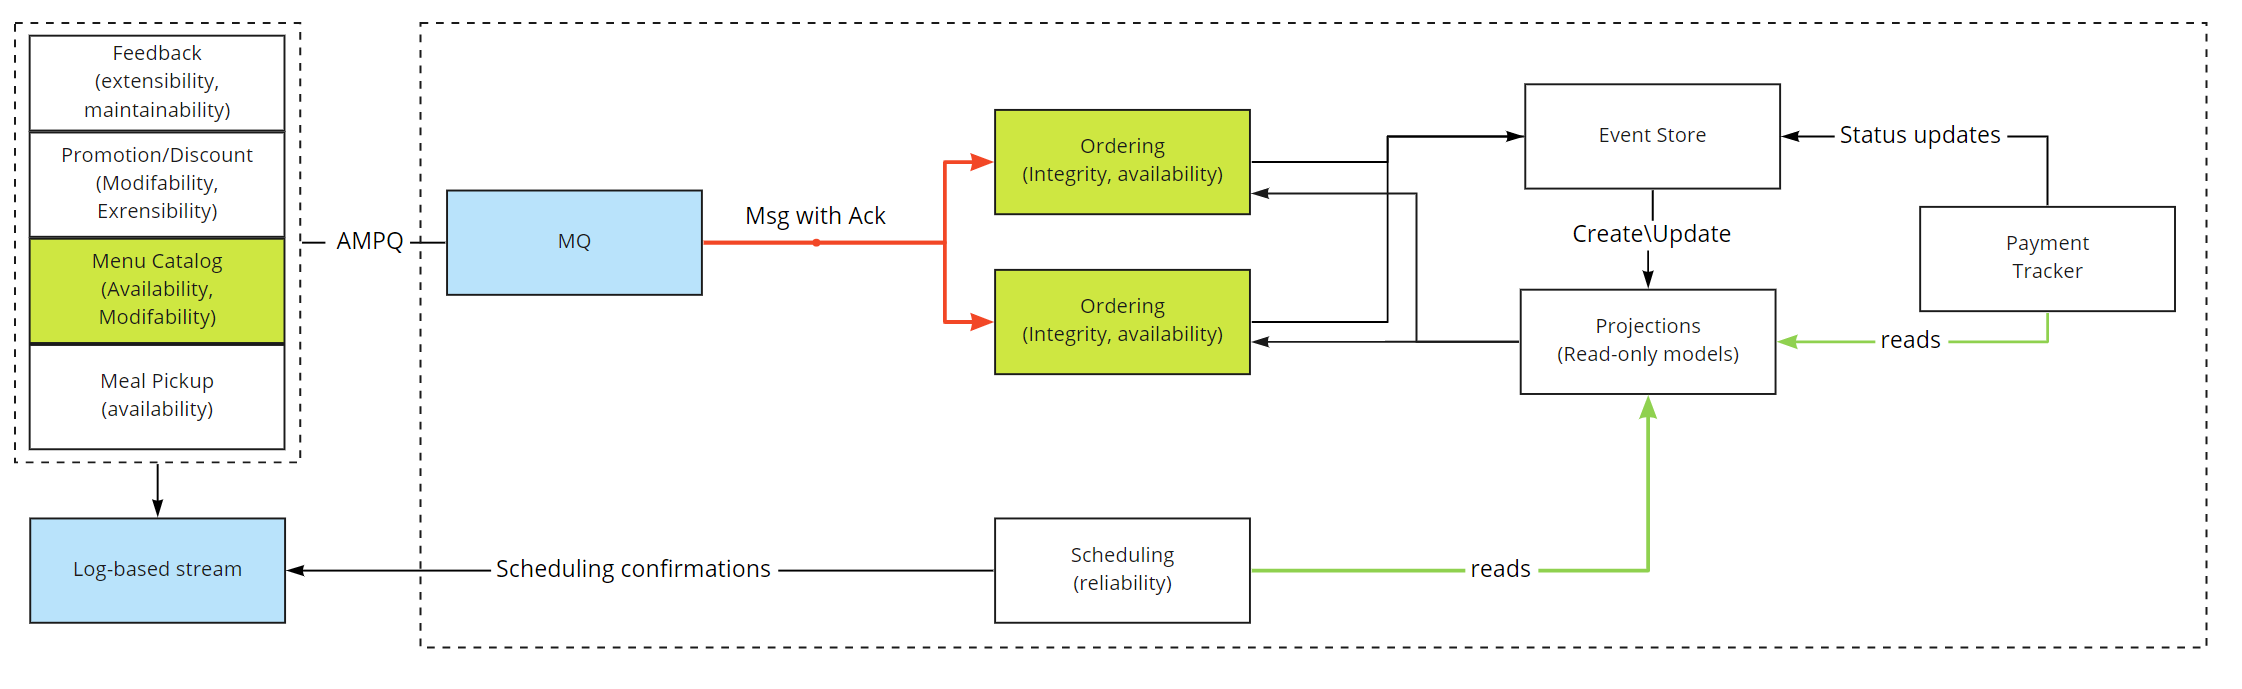 Feedback
(extensibility,
maintainability)
Promotion/Discount
(Modifability,
Exrensibility)
Menu Catalog
(Availability,
Modifability)
Meal Pickup
(availability)
Log-based stream
AMPQ
MQ
Msg with Ack
Ordering
(Integrity, availability)
Ordering
(Integrity, availability)
Event Store
Status updates
Create\Update
Payment
Tracker
Projections
(Read-only models)
reads
Scheduling confirmations
Scheduling
(reliability)
reads